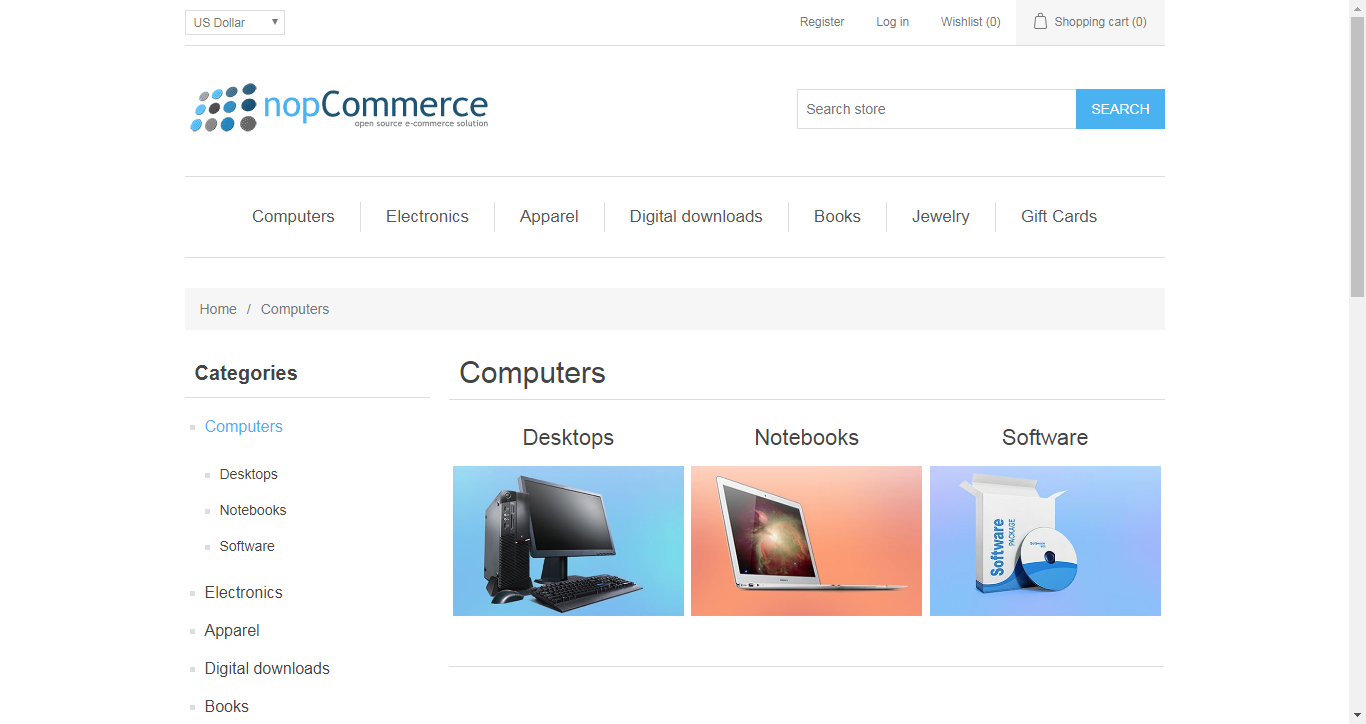 US Dollar
Register
Log in
Wishlist (0)
Shopping cart (0)
nopCommerce
open source e-commerce solution
Search store
SEARCH
Computers
Electronics
Apparel
Digital downloads
Books
Jewelry
Gift Cards
Home / Computers
Categories
Computers
Desktops
Notebooks
Software
Electronics
Apparel
Digital downloads
Books
Computers
Desktops
Notebooks
Software
Software
PACKAGE